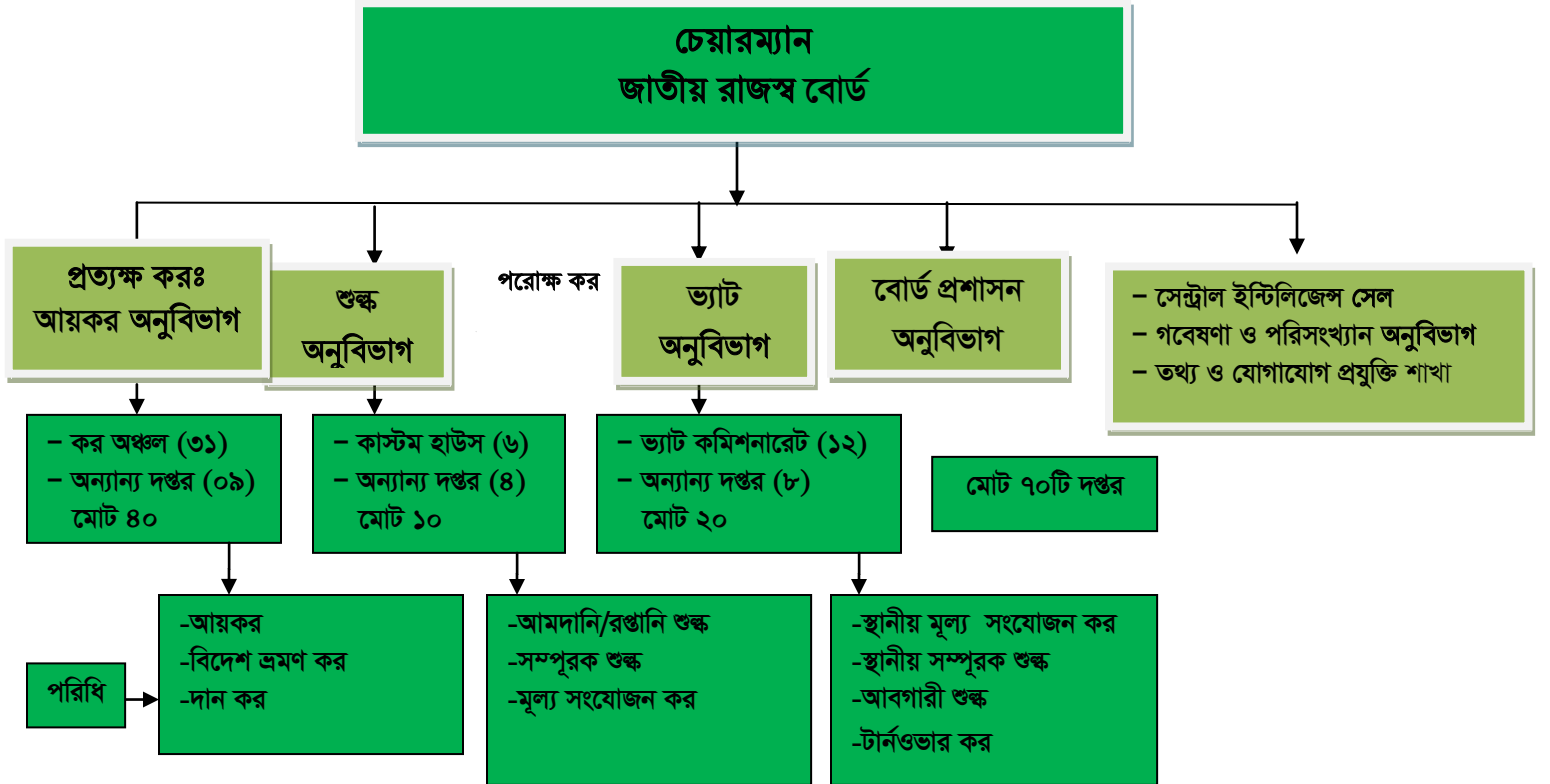 চেয়ারম্যান
জাতীয় রাজস্ব বোর্ড
প্রত্যক্ষ করঃ
আয়কর অনুবিভাগ
শুল্ক
অনুবিভাগ
পরোক্ষ কর
ভ্যাট
অনুবিভাগ
বোর্ড প্রশাসন
অনুবিভাগ
− সেন্ট্রাল ইন্টিলিজেন্স সেল
− গবেষণা ও পরিসংখ্যান অনুবিভাগ
− তথ্য ও যোগাযোগ প্রযুক্তি শাখা
− কর অঞ্চল (৩১)
− অন্যান্য দপ্তর (০৯)
মোট ৪০
− কাস্টম হাউস (৬)
− অন্যান্য দপ্তর (৪)
মোট ১০
− ভ্যাট কমিশনারেট (১২)
− অন্যান্য দপ্তর (৮)
মোট ২০
মোট ৭০টি দপ্তর
পরিধি
-আয়কর
-বিদেশ ভ্রমণ কর
-দান কর
-আমদানি/রপ্তানি শুল্ক
-সম্পূরক শুল্ক
-মূল্য সংযোজন কর
-স্থানীয় মূল্য সংযোজন কর
-স্থানীয় সম্পূরক শুল্ক
-আবগারী শুল্ক
-টার্নওভার কর